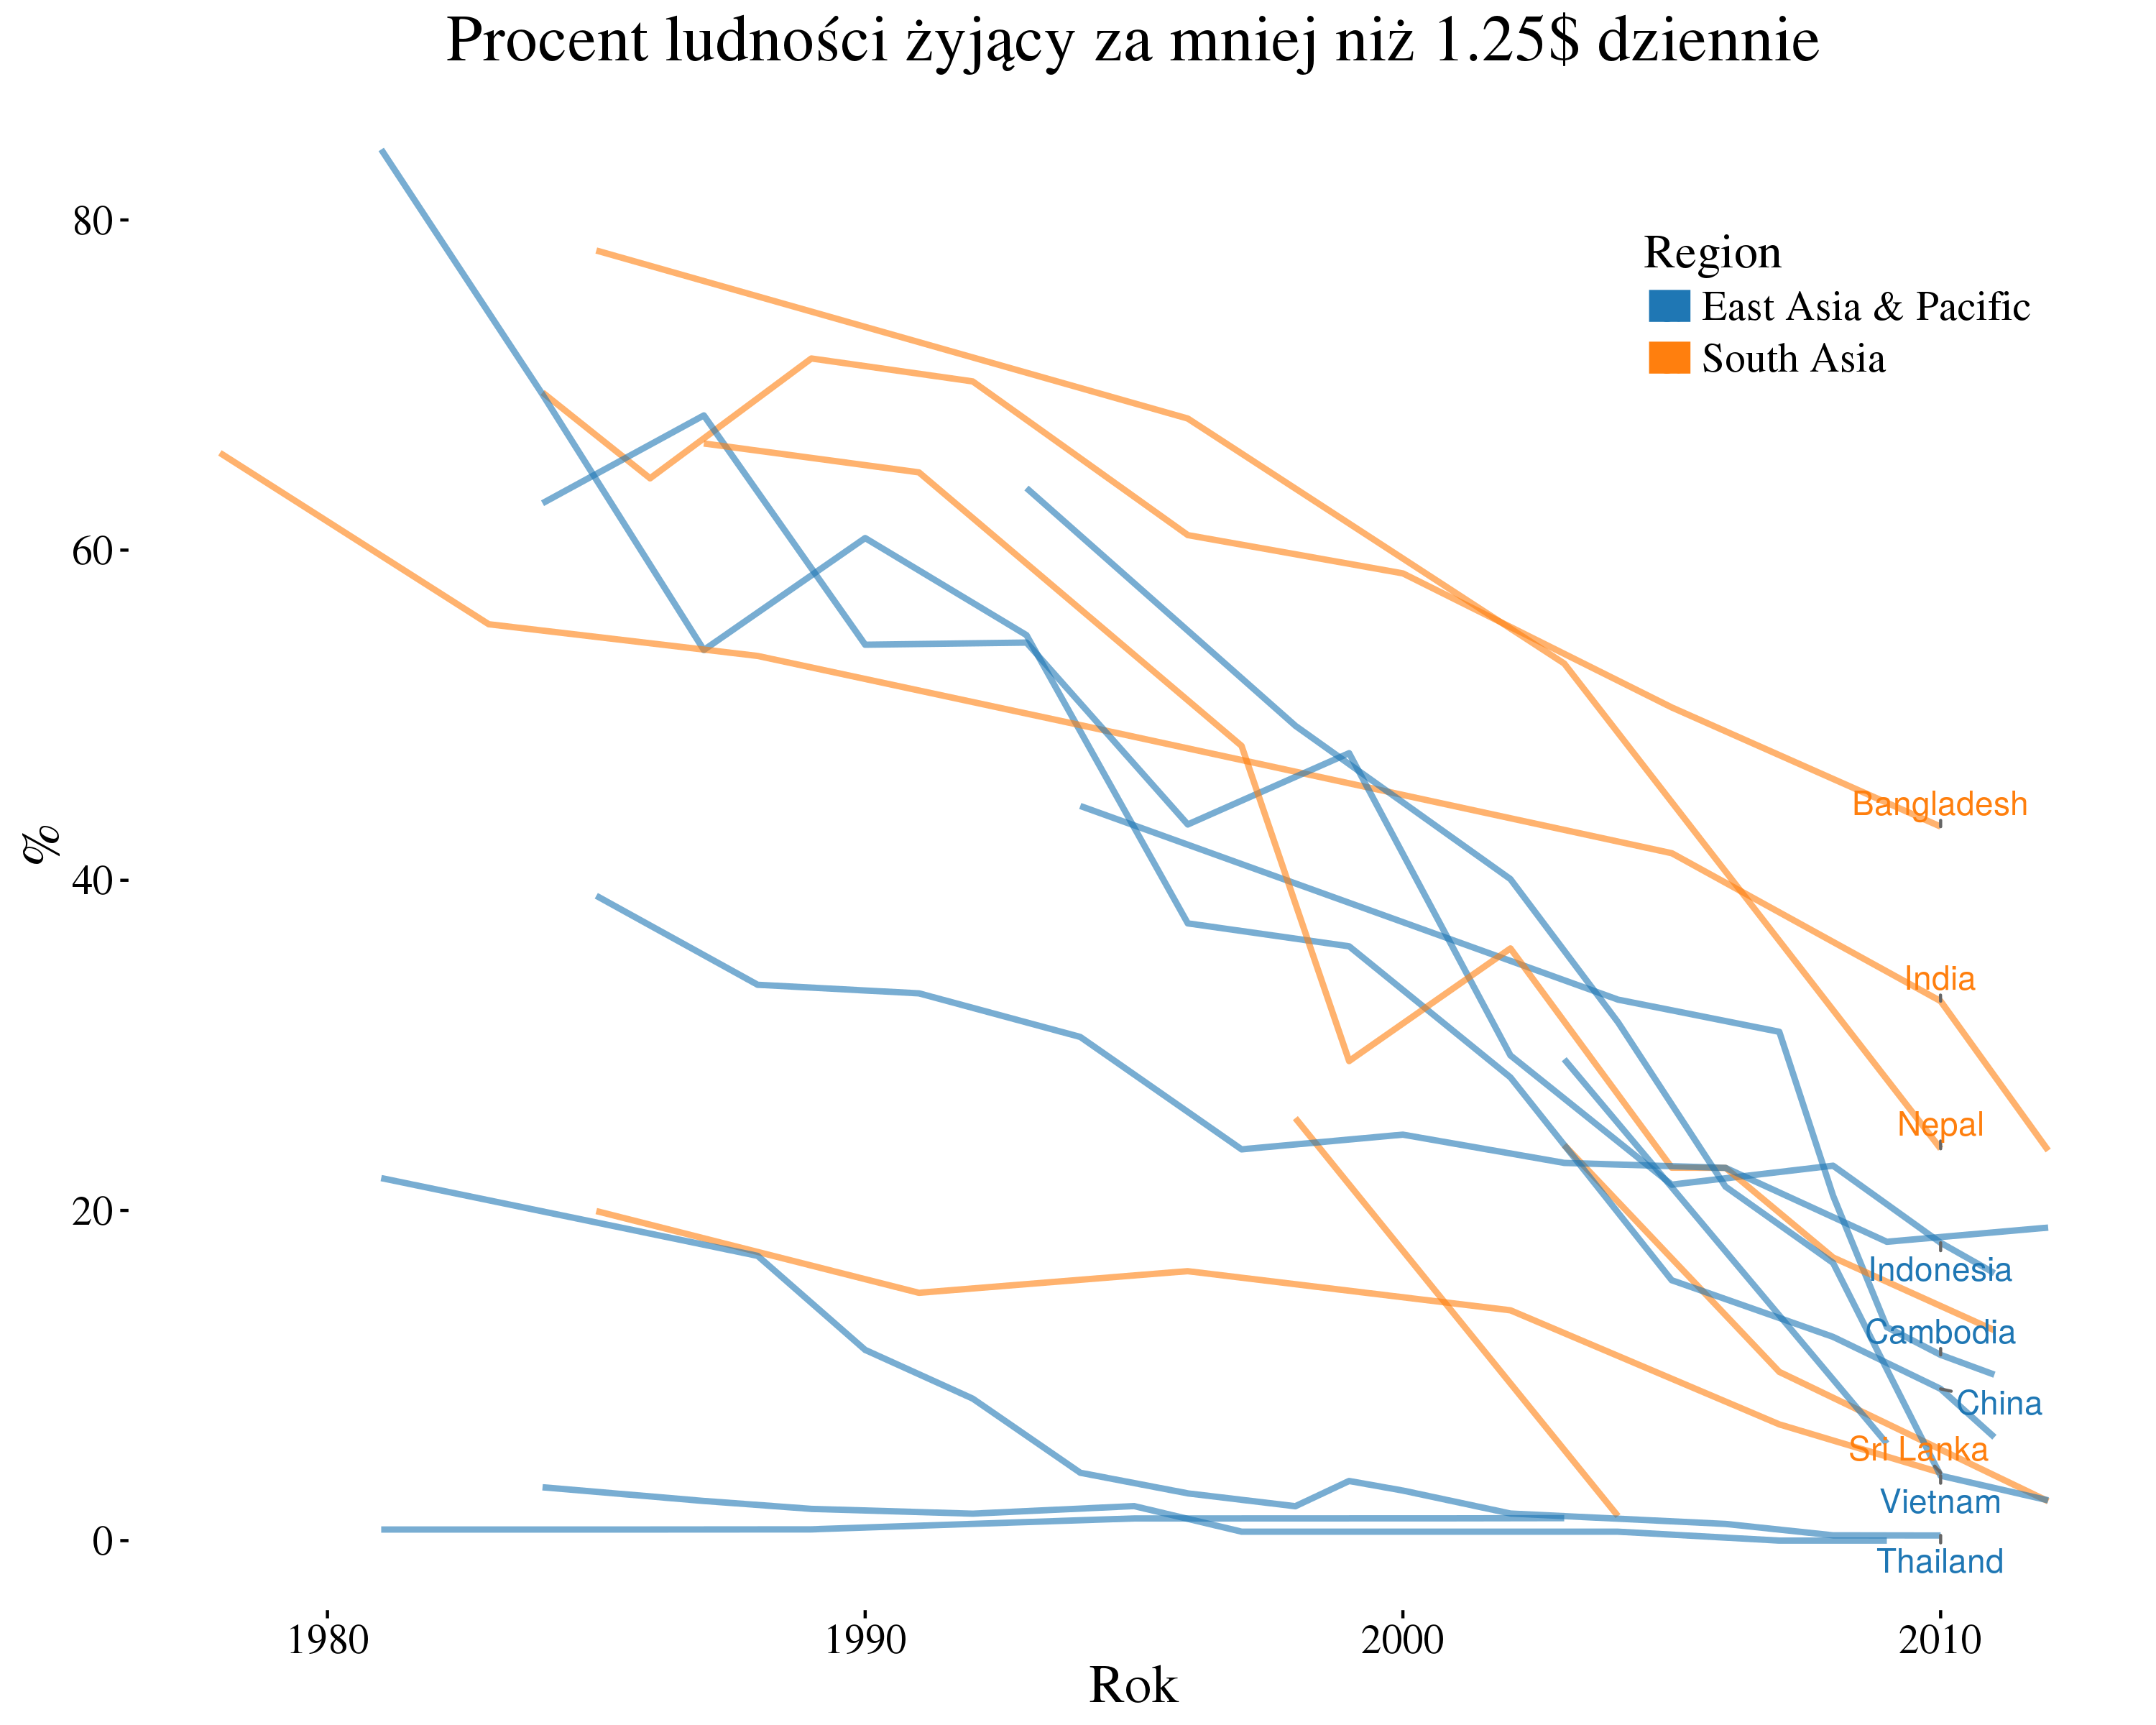 Procent ludności żyjący za mniej niż 1.25$ dziennie
80
60
40
20
0
%
Region
East Asia & Pacific
South Asia
Bangladesh
India
Nepal
Indonesia
Cambodia
China
Sri Lanka
Vietnam
Thailand
1980
1990
2000
2010
Rok